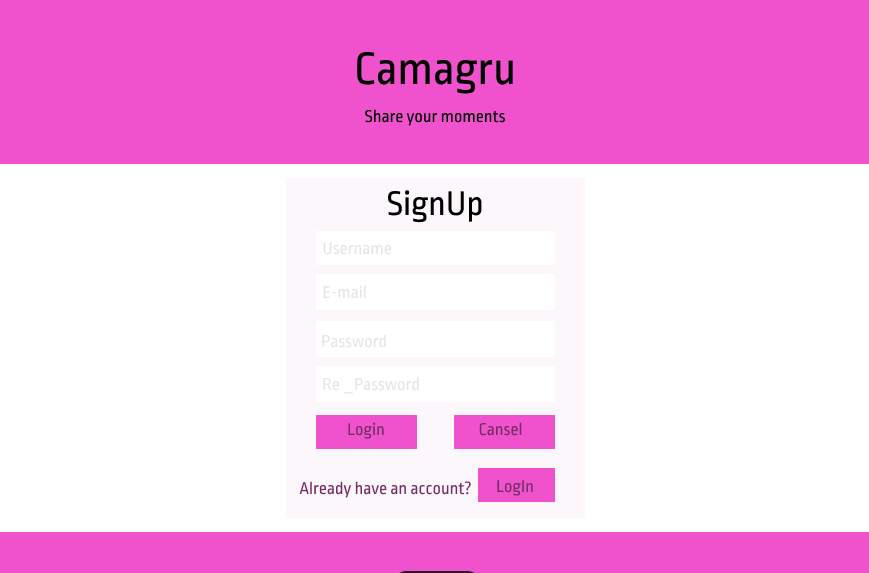 Camagru
Share your moments
SignUp
Username
E-mail
Password
Re _Password
Login Cansel
Already have an account? LogIn